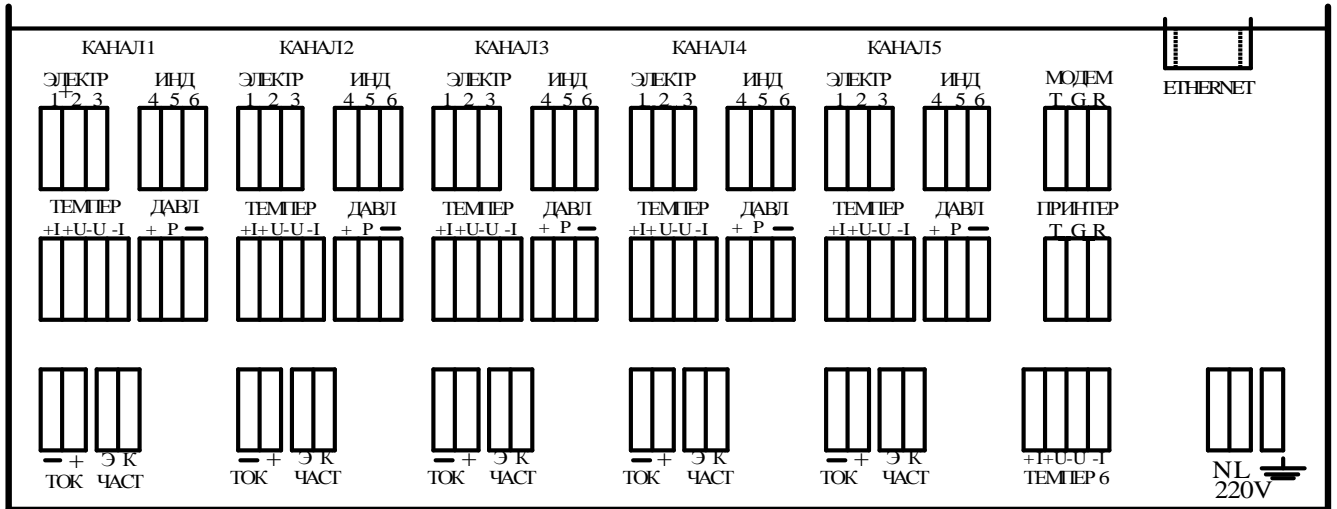 КАНАЛ1 КАНАЛ2 КАНАЛ3 КАНАЛ4 КАНАЛ5
ЭЛЕКТР ИНД ЭЛЕКТР ИНД ЭЛЕКТР ИНД ЭЛЕКТР ИНД ЭЛЕКТР ИНД МОДЕМ ETHERNET
1 + 2 3 4 5 6 1 2 3 4 5 6 1 2 3 4 5 6 1 2 3 4 5 6 1 2 3 4 5 6 T G R
ТЕМПЕР ДАВЛ ТЕМПЕР ДАВЛ ТЕМПЕР ДАВЛ ТЕМПЕР ДАВЛ ТЕМПЕР ДАВЛ ПРИНТЕР
+I+U-U -I + P − +I+U-U -I + P − +I+U-U -I + P − +I+U-U -I + P − +I+U-U -I + P − T G R
− + Э К − + Э К − + Э К − + Э К − + Э К +I+U-U -I
ТОК ЧАСТ ТОК ЧАСТ ТОК ЧАСТ ТОК ЧАСТ ТОК ЧАСТ ТЕМПЕР 6 NL
220V